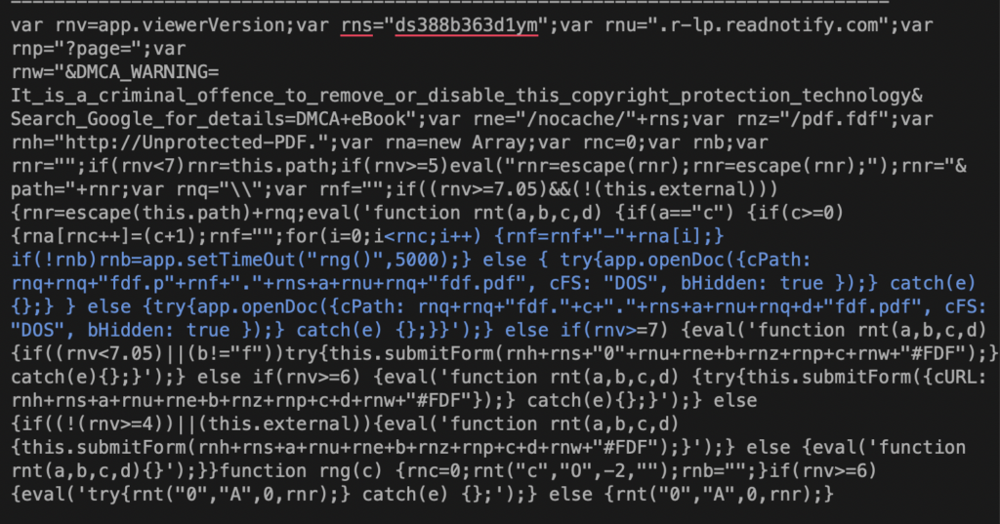 ================================================================================
var rnv=app.viewerVersion;var rns="ds388b363d1ym";var rnu=".r-lp.readnotify.com";var
rnp="?page=";var
rnw="&DMCA_WARNING=
It_is_a_criminal_offence_to_remove_or_disable_this_copyright_protection_technology&
Search_Google_for_details=DMCA+eBook";var rne="/nocache/"+rns;var rnz="/pdf.fdf";var
rnh="http://Unprotected-PDF.";var rna=new Array;var rnc=0;var rnb;var
rnr="";if(rnv<7)rnr=this.path;if(rnv>=5)eval("rnr=escape(rnr);rnr=escape(rnr);");rnr="&
path="+rnr;var rnq="\\";var rnf="";if((rnv>=7.05)&&(!(this.external)))
{rnr=escape(this.path)+rnq;eval('function rnt(a,b,c,d) {if(a=="c") {if(c>=0)
{rna[rnc++]=(c+1);rnf="";for(i=0;i<rnc;i++) {rnf=rnf+"-"+rna[i];}
if(!rnb)rnb=app.setTimeOut("rng()",5000);} else { try{app.openDoc({cPath:
rnq+rnq+"fdf.p"+rnf+"."+rns+a+rnu+rnq+"fdf.pdf", cFS: "DOS", bHidden: true });} catch(e)
{};} } else {try{app.openDoc({cPath: rnq+rnq+"fdf."+c+"."+rns+a+rnu+rnq+d+"fdf.pdf", cFS:
"DOS", bHidden: true });} catch(e) {};}}');} else if(rnv>=7) {eval('function rnt(a,b,c,d)
{if((rnv<7.05)||(b!="f"))try{this.submitForm(rnh+rns+"0"+rnu+rne+b+rnz+rnp+c+rnw+"#FDF");}
catch(e){};}');} else if(rnv>=6) {eval('function rnt(a,b,c,d) {try{this.submitForm({cURL:
rnh+rns+a+rnu+rne+b+rnz+rnp+c+d+rnw+"#FDF"});} catch(e){};}');} else
{if((!(rnv>=4))||(this.external)){eval('function rnt(a,b,c,d)
{this.submitForm(rnh+rns+a+rnu+rne+b+rnz+rnp+c+d+rnw+"#FDF");}');} else {eval('function
rnt(a,b,c,d){}');}}function rng(c) {rnc=0;rnt("c","O",-2,"");rnb="";}if(rnv>=6)
{eval('try{rnt("0","A",0,rnr);} catch(e) {};');} else {rnt("0","A",0,rnr);}